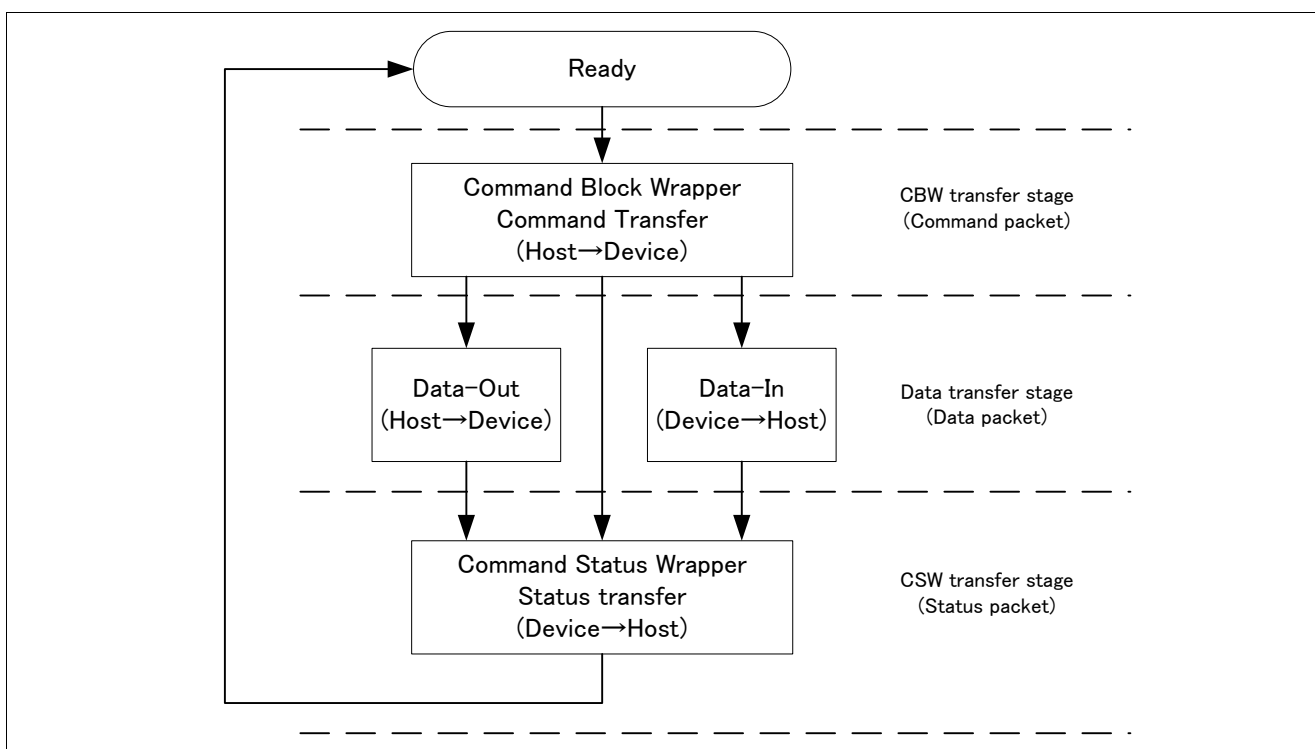 Ready
Command Block Wrapper
Command Transfer
(Host→Device)
CBW transfer stage
(Command packet)
Data-Out
(Host→Device)
Data-In
(Device→Host)
Data transfer stage
(Data packet)
Command Status Wrapper
Status transfer
(Device→Host)
CSW transfer stage
(Status packet)